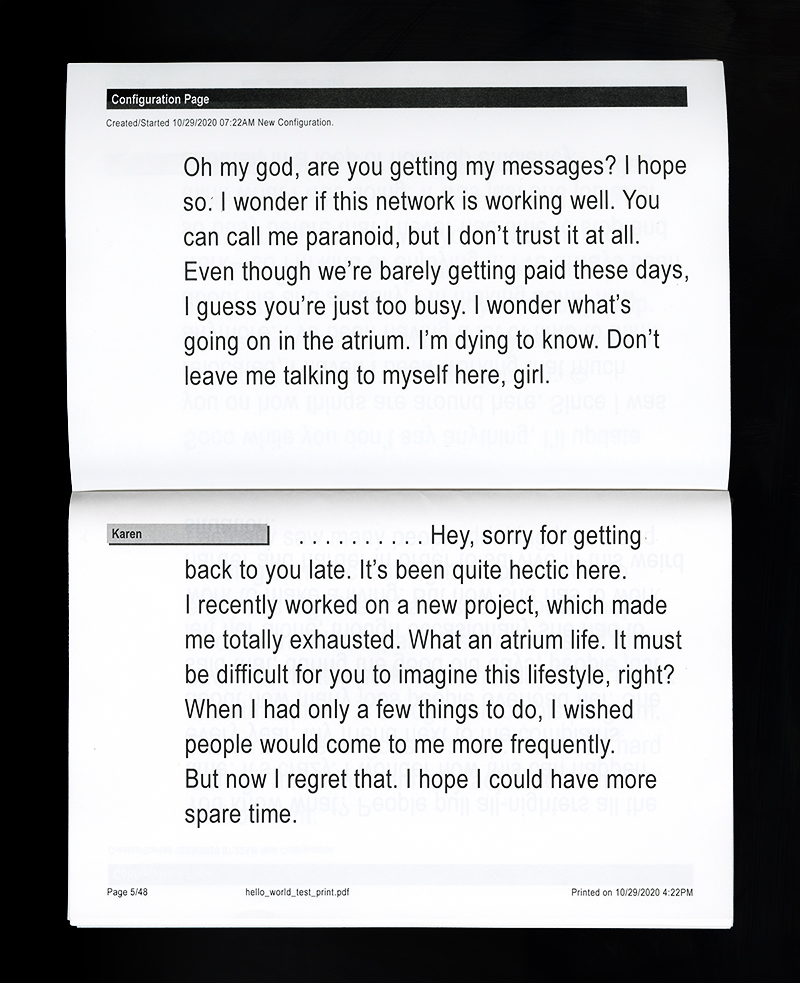 Configuration Page
Created/Started 10/29/2020 07:22AM New Configuration.
Oh my god, are you getting my messages? I hope
so. I wonder if this network is working well. You
can call me paranoid, but I don't trust it at all.
Even though we're barely getting paid these days,
I guess you're just too busy. I wonder what's
going on in the atrium. I'm dying to know. Don't
leave me talking to myself here, girl.
Karen
. . . . . . . . . . Hey, sorry for getting
back to you late. It's been quite hectic here.
I recently worked on a new project, which made
me totally exhausted. What an atrium life. It must
be difficult for you to imagine this lifestyle, right?
When I had only a few things to do, I wished
people would come to me more frequently.
But now I regret that. I hope I could have more
spare time.
Page 5/48 hello_world_test_print.pdf Printed on 10/29/2020 4:22PM